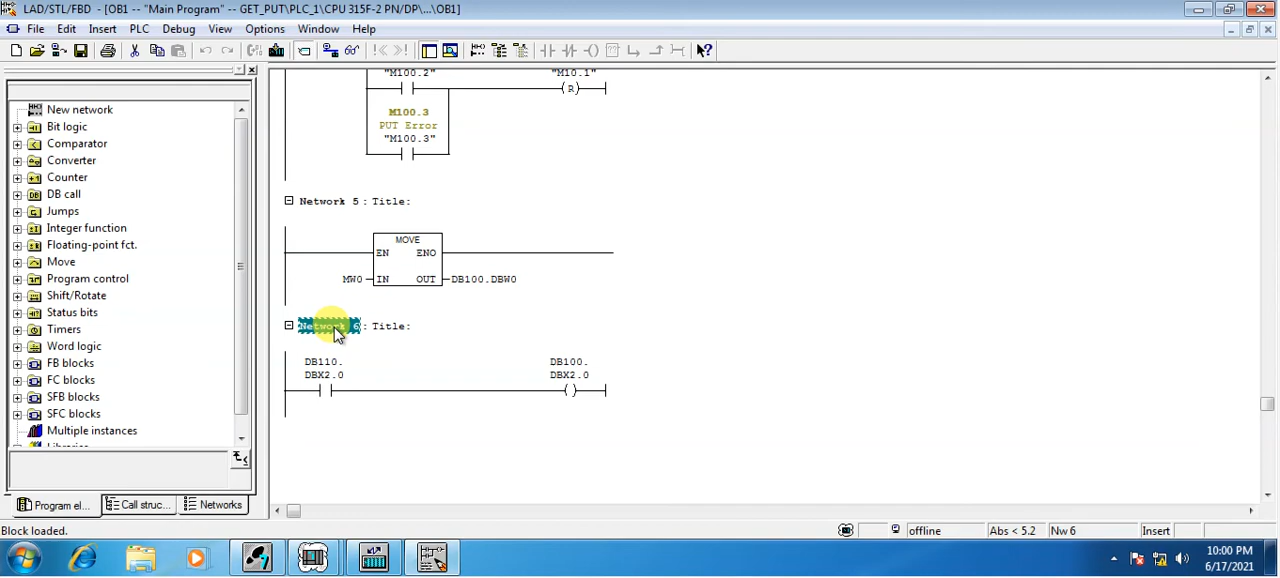 LAD/STL/FBD - [OB1 -- "Main Program" -- GET_PUT\PLC_1\CPU 315F-2 PN/DP\...\OB1]
File Edit Insert PLC Debug View Options Window Help
New network
Bit logic
Comparator
Converter
Counter
DB call
Jumps
Integer function
Floating-point fct.
Move
Program control
Shift/Rotate
Status bits
Timers
Word logic
FB blocks
FC blocks
SFB blocks
SFC blocks
Multiple instances
Program el...
Call struc...
Networks
"M100.2" "M10.1"
R
M100.3
PUT Error
"M100.3"
Network 5 : Title:
MOVE
EN ENO
MW0 IN OUT DB100.DBW0
Network 6 : Title:
DB110. DB100.
DBX2.0 DBX2.0
Block loaded.
offline
Abs < 5.2
Nw 6
Insert
10:00 PM
6/17/2021